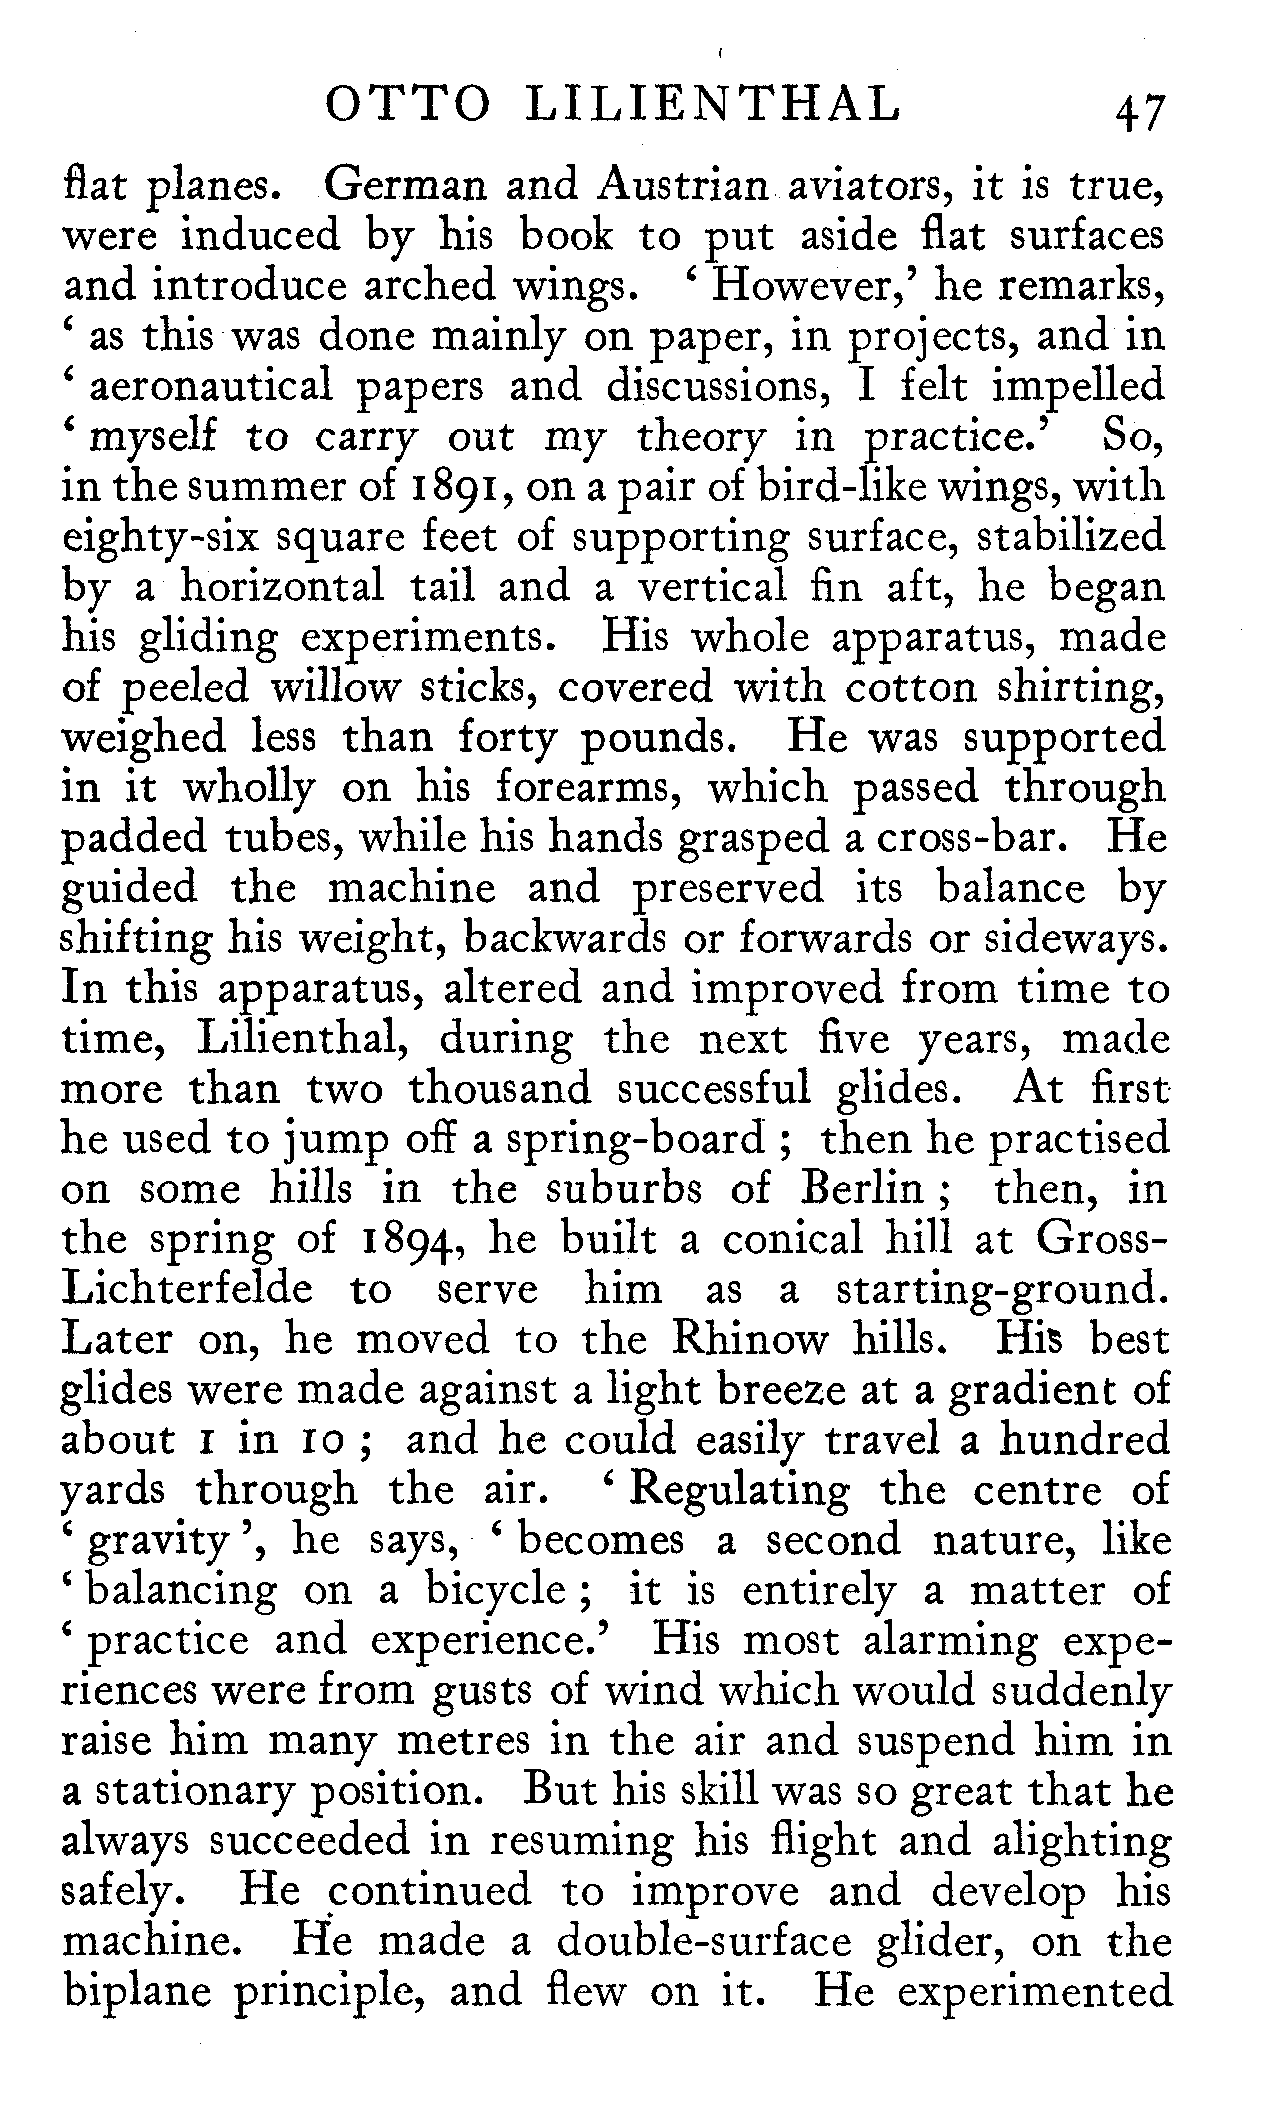 OTTO LILIENTHAL 47
flat planes. German and Austrian aviators, it is true,
were induced by his book to put aside flat surfaces
and introduce arched wings. ‘ However,’ he remarks,
‘ as this was done mainly on paper, in projects, and in
‘ aeronautical papers and discussions, I felt impelled
‘ myself to carry out my theory in practice.’ So,
in the summer of 1891, on a pair of bird-like wings, with
eighty-six square feet of supporting surface, stabilized
by a horizontal tail and a vertical fin aft, he began
his gliding experiments. His whole apparatus, made
of peeled willow sticks, covered with cotton shirting,
weighed less than forty pounds. He was supported
in it wholly on his forearms, which passed through
padded tubes, while his hands grasped a cross-bar. He
guided the machine and preserved its balance by
shifting his weight, backwards or forwards or sideways.
In this apparatus, altered and improved from time to
time, Lilienthal, during the next five years, made
more than two thousand successful glides. At first
he used to jump off a spring-board ; then he practised
on some hills in the suburbs of Berlin ; then, in
the spring of 1894, he built a conical hill at Gross-
Lichterfelde to serve him as a starting-ground.
Later on, he moved to the Rhinow hills. His best
glides were made against a light breeze at a gradient of
about 1 in 10 ; and he could easily travel a hundred
yards through the air. ‘ Regulating the centre of
‘ gravity ’, he says, ‘ becomes a second nature, like
‘ balancing on a bicycle ; it is entirely a matter of
‘ practice and experience.’ His most alarming expe-
riences were from gusts of wind which would suddenly
raise him many metres in the air and suspend him in
a stationary position. But his skill was so great that he
always succeeded in resuming his flight and alighting
safely. He continued to improve and develop his
machine. He made a double-surface glider, on the
biplane principle, and flew on it. He experimented